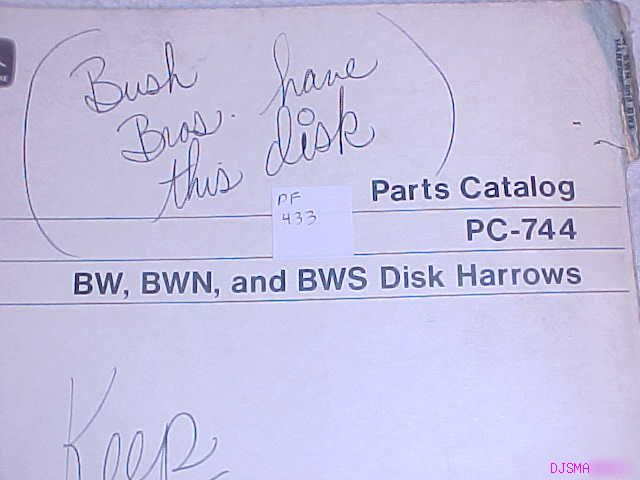 Bush
Bros. have
this disk
PF
433
Parts Catalog
PC-744
BW, BWN, and BWS Disk Harrows
Keep
DJSMA